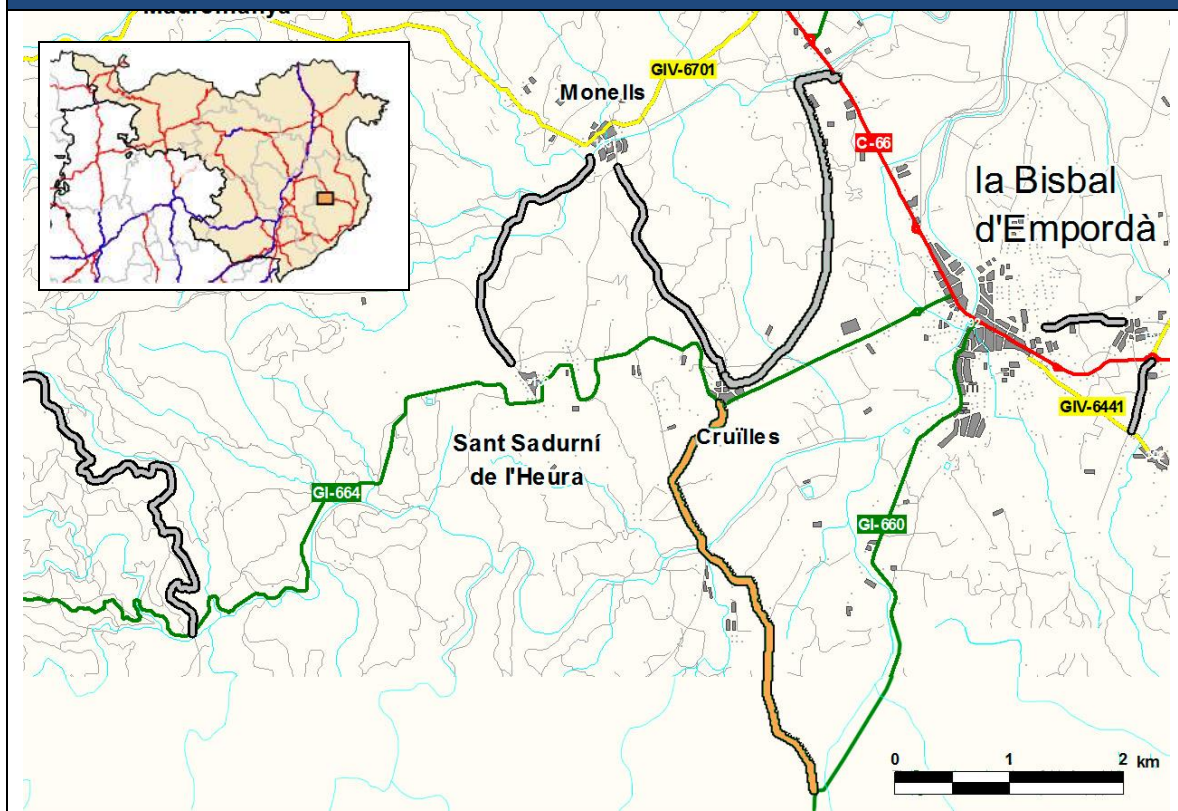 GIV-6701
Monells
C-66
la Bisbal
d'Empordà
GIV-6441
Cruïlles
Sant Sadurní
de l'Heura
GI-664
GI-660
0 1 2 km